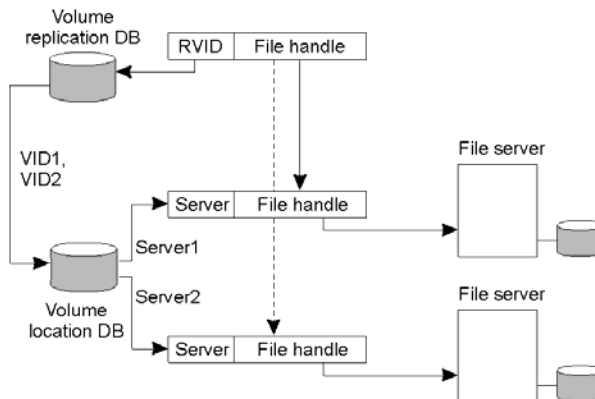 Volume
replication DB
RVID File handle
VID1,
VID2
File server
Server File handle
Server1
Volume
location DB
Server2
File server
Server File handle